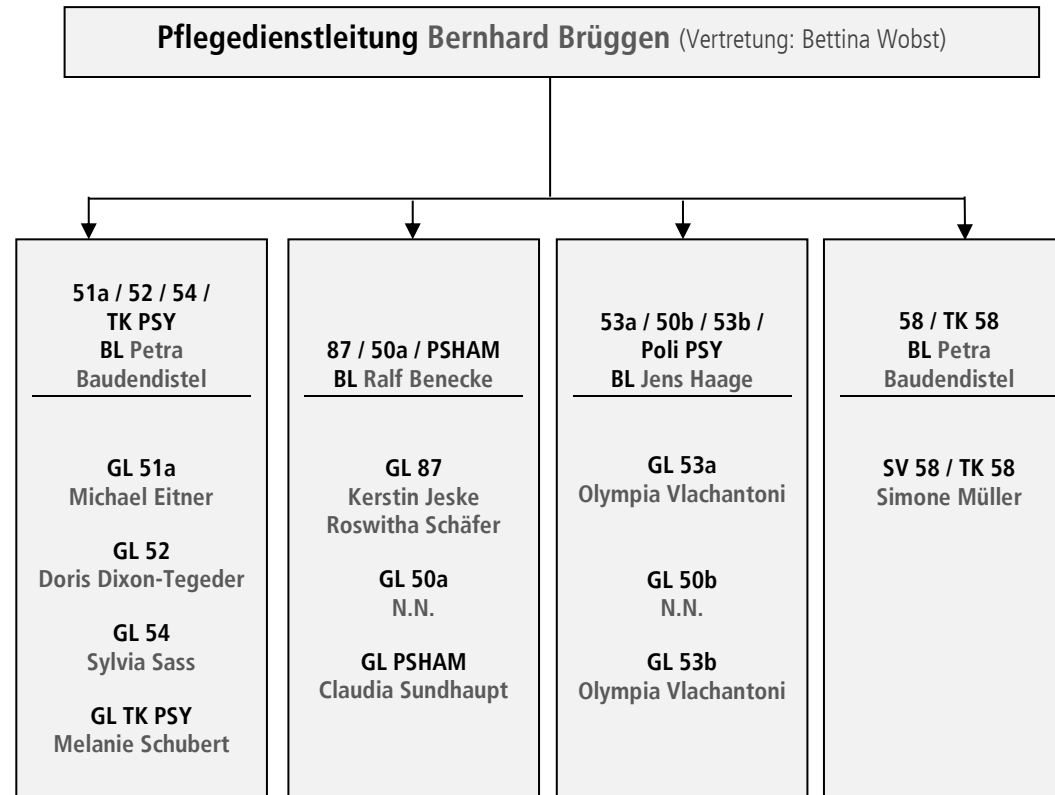 Pflegedienstleitung Bernhard Brüggen (Vertretung: Bettina Wobst)
51a / 52 / 54 /
TK PSY
BL Petra
Baudendistel
GL 51a
Michael Eitner
GL 52
Doris Dixon-Tegeder
GL 54
Sylvia Sass
GL TK PSY
Melanie Schubert
87 / 50a / PSHAM
BL Ralf Benecke
GL 87
Kerstin Jeske
Roswitha Schäfer
GL 50a
N.N.
GL PSHAM
Claudia Sundhaupt
53a / 50b / 53b /
Poli PSY
BL Jens Haage
GL 53a
Olympia Vlachantoni
GL 50b
N.N.
GL 53b
Olympia Vlachantoni
58 / TK 58
BL Petra
Baudendistel
SV 58 / TK 58
Simone Müller